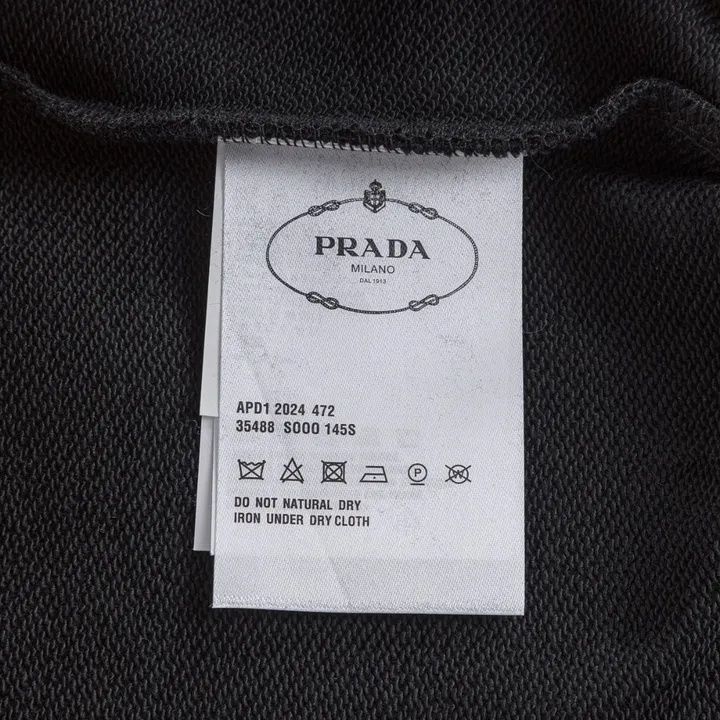 PRADA
MILANO
DAL 1913
APD1 2024 472
35488 S000 145S
P
W
DO NOT NATURAL DRY
IRON UNDER DRY CLOTH